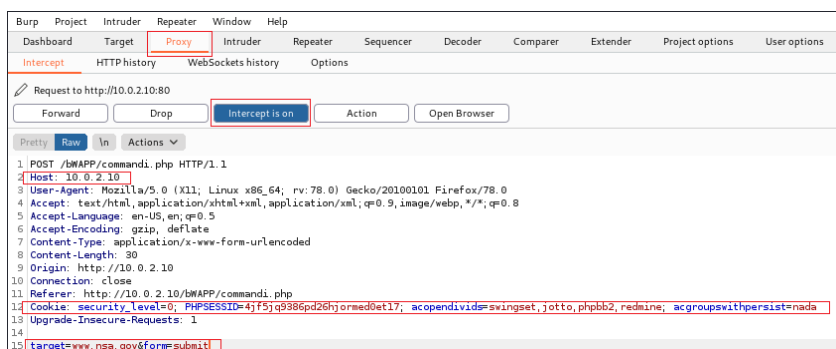 Burp Project Intruder Repeater Window Help
Dashboard Target Proxy Intruder Repeater Sequencer Decoder Comparer Extender Project options User options
Intercept HTTP history WebSockets history Options
Request to http://10.0.2.10:80
Forward Drop Intercept is on Action Open Browser
Pretty Raw \n Actions
1 POST /bWAPP/commandi.php HTTP/1.1
2 Host: 10.0.2.10
3 User-Agent: Mozilla/5.0 (X11; Linux x86_64; rv:78.0) Gecko/20100101 Firefox/78.0
4 Accept: text/html,application/xhtml+xml,application/xml;q=0.9,image/webp,*/*;q=0.8
5 Accept-Language: en-US,en;q=0.5
6 Accept-Encoding: gzip, deflate
7 Content-Type: application/x-www-form-urlencoded
8 Content-Length: 30
9 Origin: http://10.0.2.10
10 Connection: close
11 Referer: http://10.0.2.10/bWAPP/commandi.php
12 Cookie: security_level=0; PHPSESSID=4jf5jq9386pd26hjormed0et17; acopendivids=swingset,jotto,phpbb2,redmine; acgroupswithpersist=nada
13 Upgrade-Insecure-Requests: 1
14
15 target=www.nsa.gov&form=submit